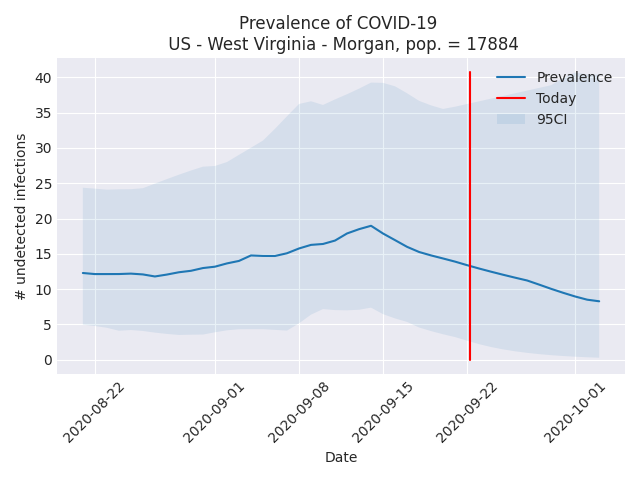 Prevalence of COVID-19
US - West Virginia - Morgan, pop. = 17884
Prevalence
Today
95CI
# undetected infections
40
35
30
25
20
15
10
5
0
2020-08-22
2020-09-01
2020-09-08
2020-09-15
2020-09-22
2020-10-01
Date